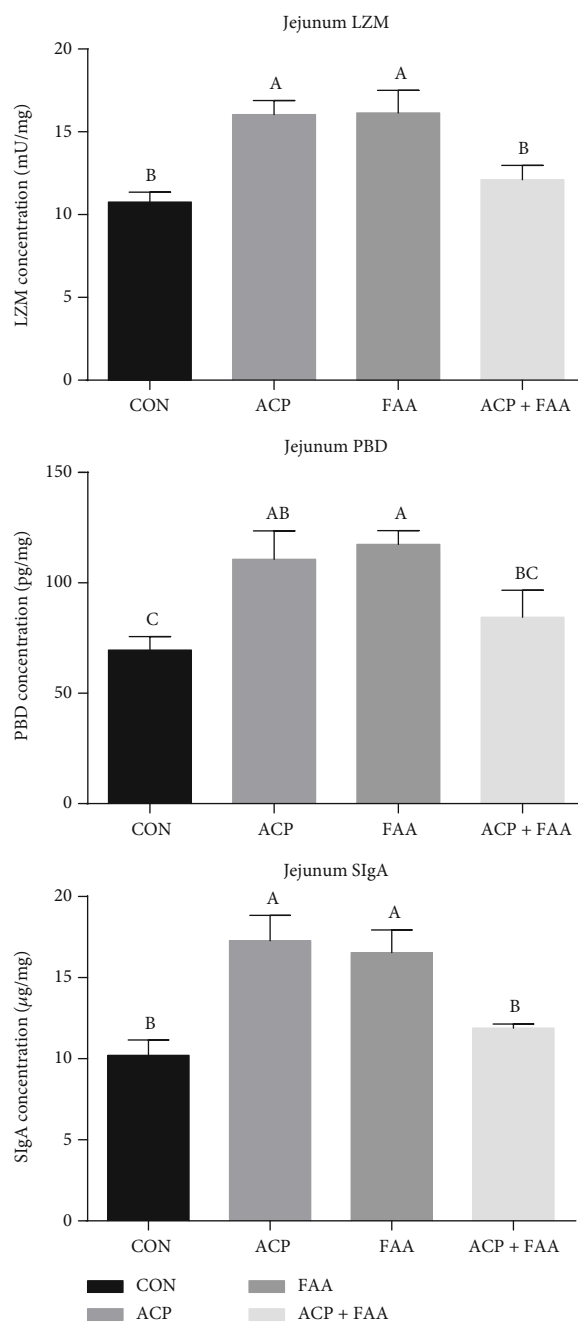 Jejunum LZM
LZM concentration (mU/mg)
20
15
10
5
0
B
A
A
B
CON
ACP
FAA
ACP + FAA
Jejunum PBD
PBD concentration (pg/mg)
150
100
50
0
C
AB
A
BC
CON
ACP
FAA
ACP + FAA
Jejunum SIgA
SIgA concentration (μg/mg)
20
15
10
5
0
B
A
A
B
CON
ACP
FAA
ACP + FAA
CON
FAA
ACP
ACP + FAA